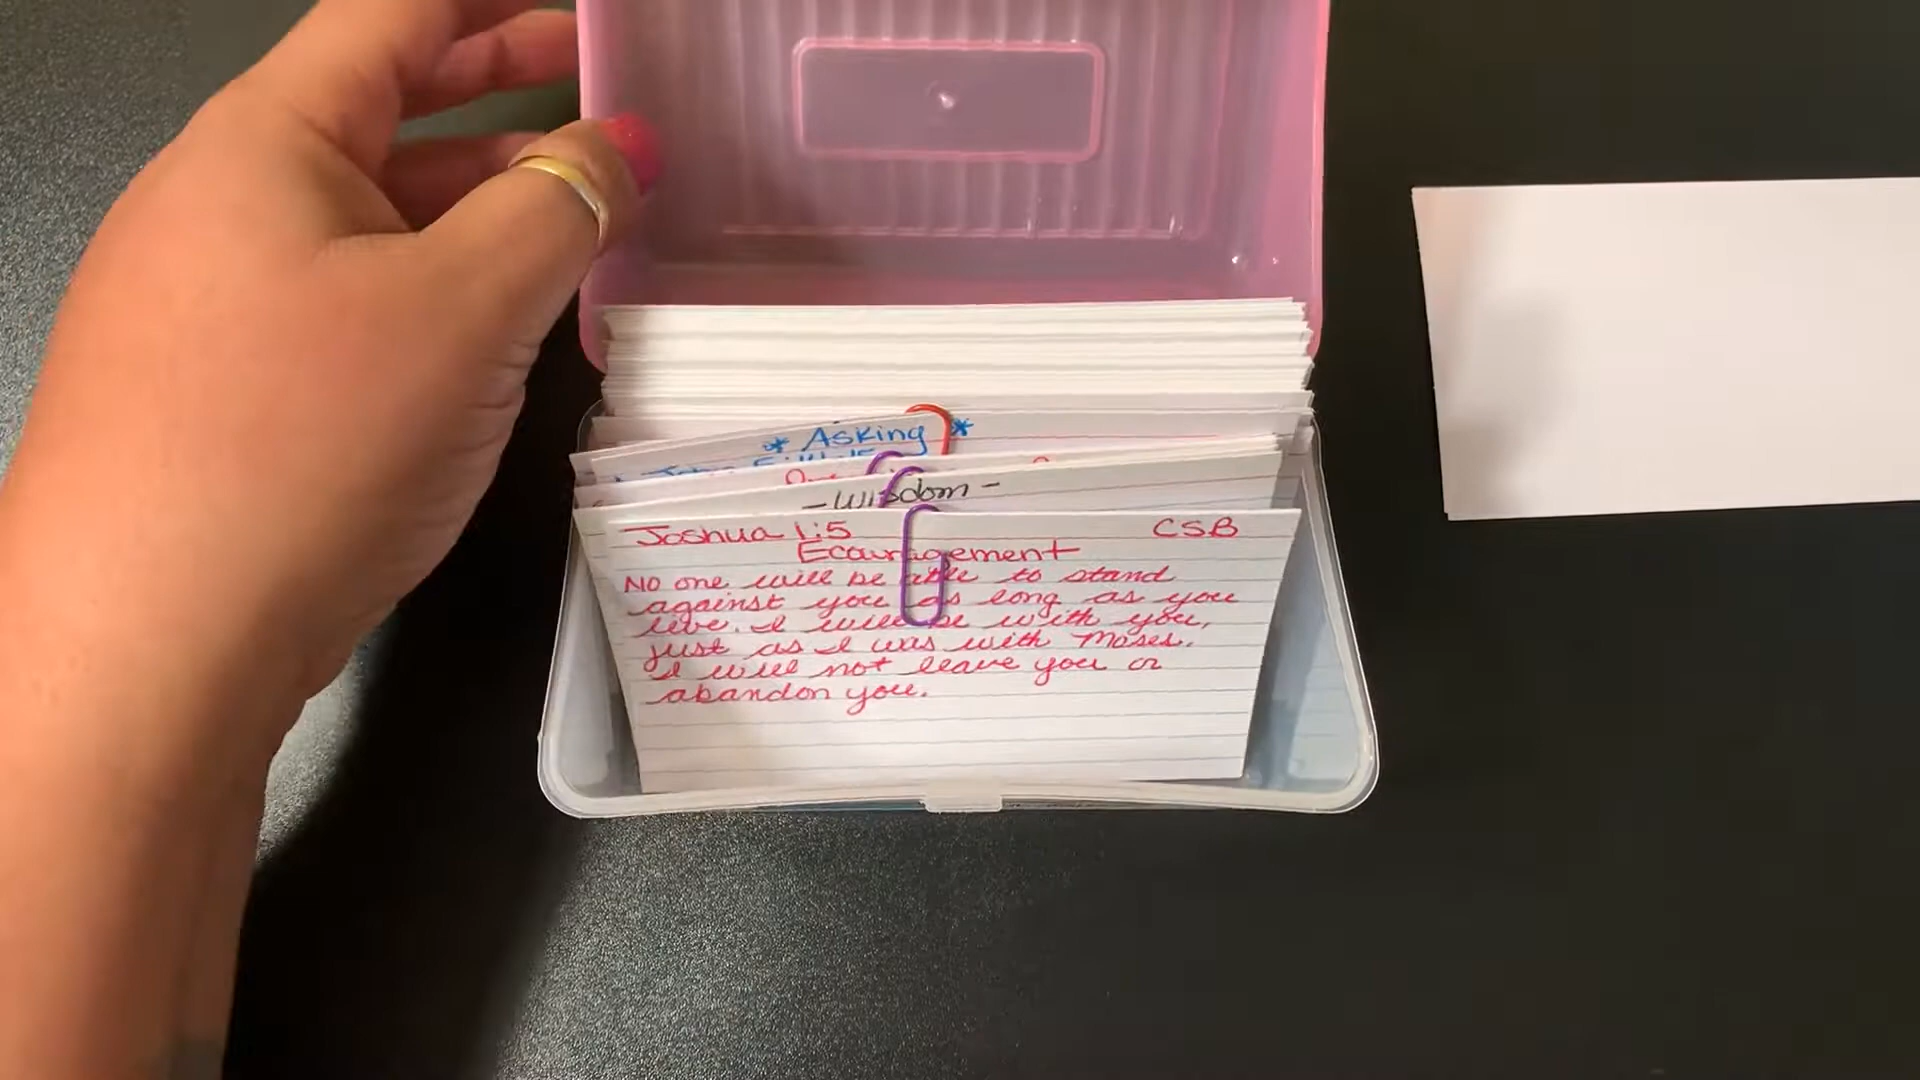 * Asking *
- Wisdom -
Joshua 1:5 CSB
Ecouragement
No one will be able to stand
against you as long as you
live. I will be with you,
just as I was with Moses.
I will not leave you or
abandon you.